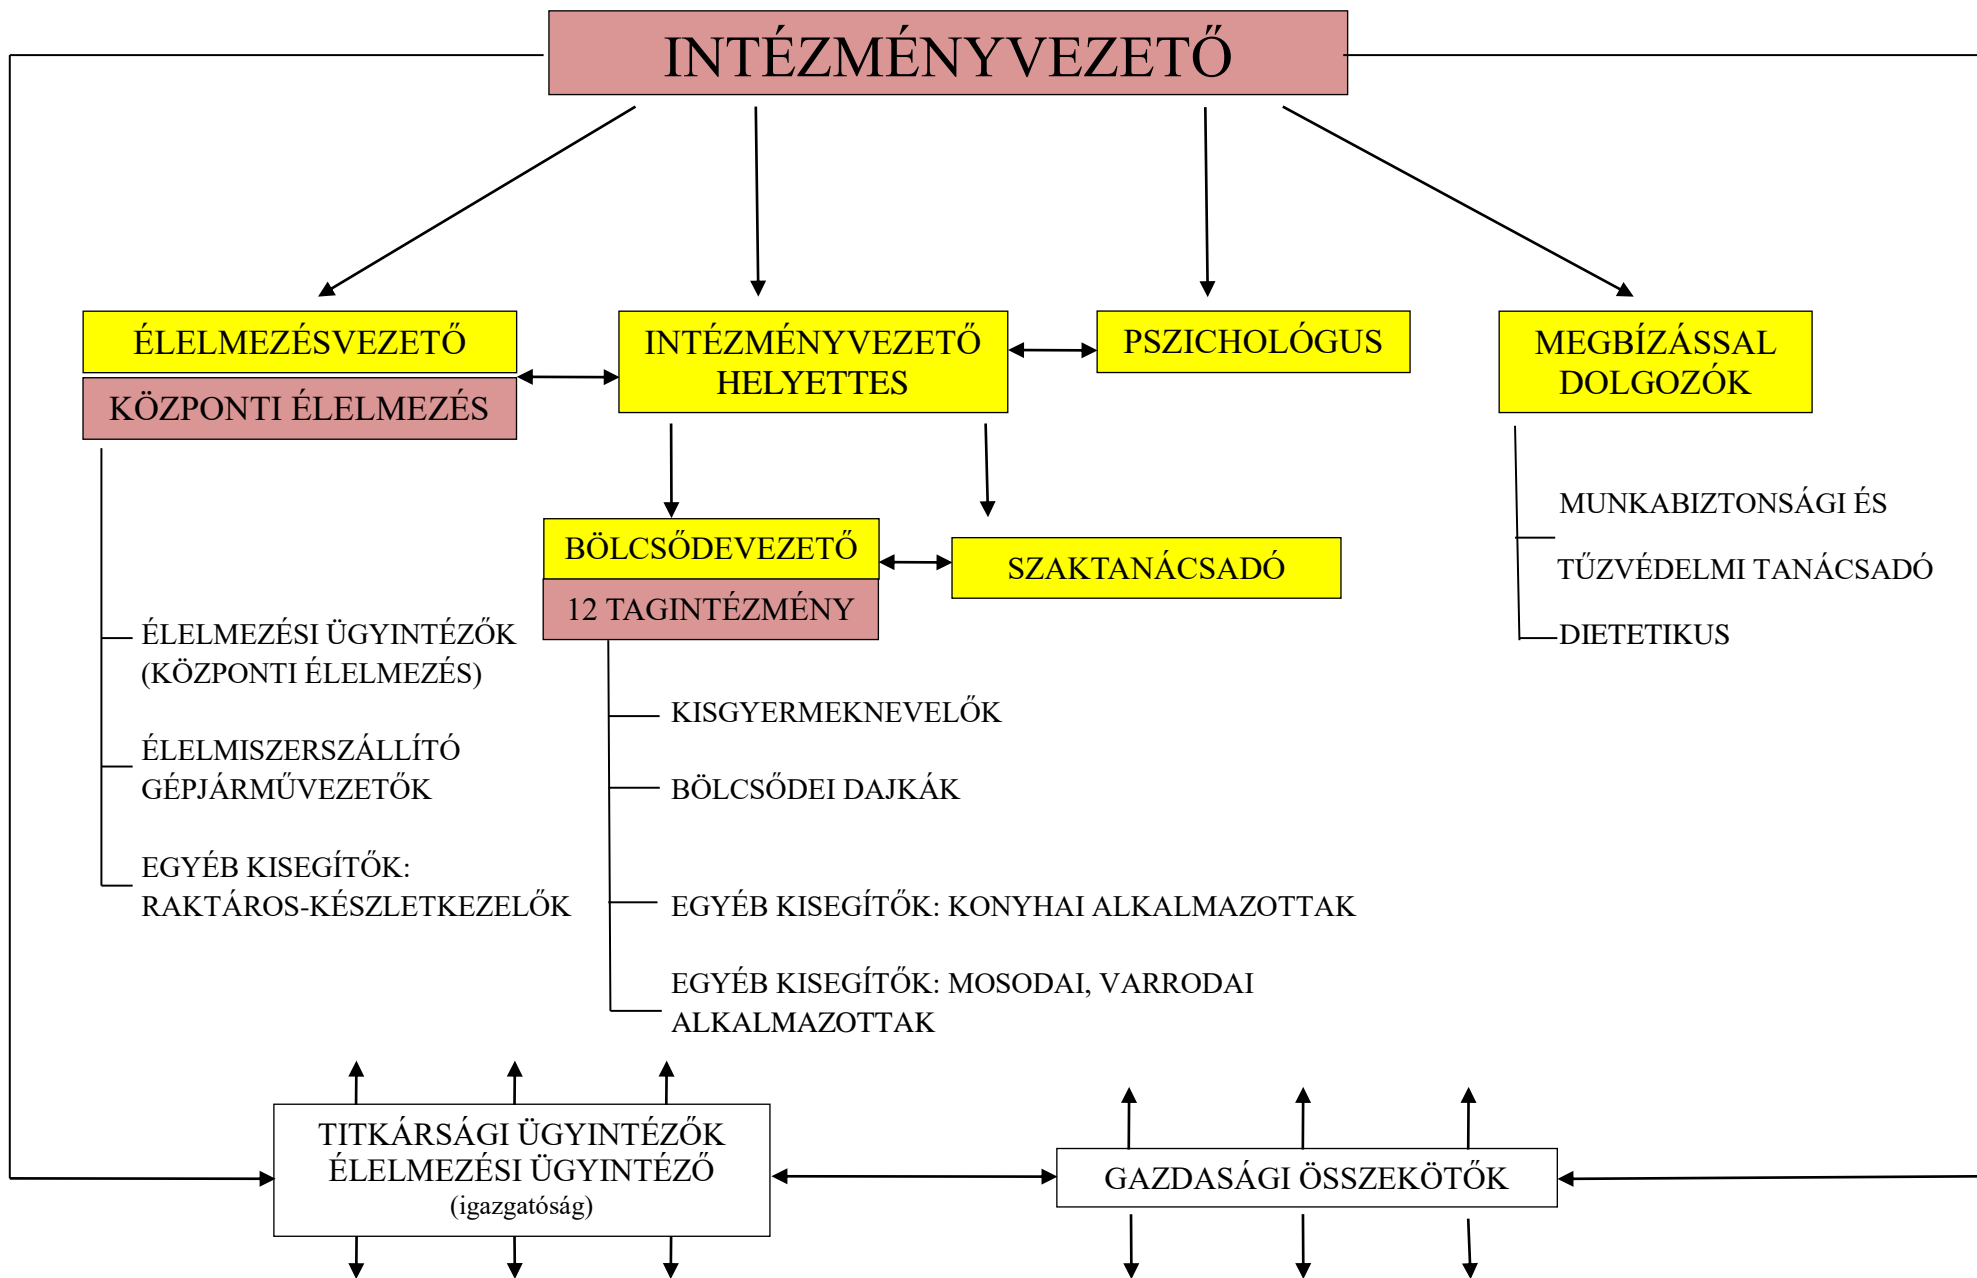 INTÉZMÉNYVEZETŐ
ÉLELMEZÉSVEZETŐ
KÖZPONTI ÉLELMEZÉS
INTÉZMÉNYVEZETŐ
HELYETTES
PSZICHOLÓGUS
MEGBÍZÁSSAL
DOLGOZÓK
MUNKABIZTONSÁGI ÉS
TŰZVÉDELMI TANÁCSADÓ
DIETETIKUS
BÖLCSŐDEVEZETŐ
12 TAGINTÉZMÉNY
SZAKTANÁCSADÓ
ÉLELMEZÉSI ÜGYINTÉZŐK
(KÖZPONTI ÉLELMEZÉS)
ÉLELMISZERSZÁLLÍTÓ
GÉPJÁRMŰVEZETŐK
EGYÉB KISEGÍTŐK:
RAKTÁROS-KÉSZLETKEZELŐK
KISGYERMEKNEVELŐK
BÖLCSŐDEI DAJKÁK
EGYÉB KISEGÍTŐK: KONYHAI ALKALMAZOTTAK
EGYÉB KISEGÍTŐK: MOSODAI, VARRODAI
ALKALMAZOTTAK
TITKÁRSÁGI ÜGYINTÉZŐK
ÉLELMEZÉSI ÜGYINTÉZŐ
(igazgatóság)
GAZDASÁGI ÖSSZEKÖTŐK